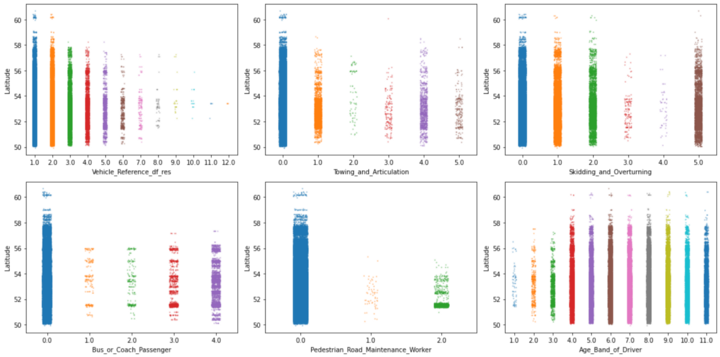 60
58
56
54
52
50
Latitude
1.0 2.0 3.0 4.0 5.0 6.0 7.0 8.0 9.0 10.0 11.0 12.0
Vehicle_Reference_df_res
60
58
56
54
52
50
Latitude
0.0 1.0 2.0 3.0 4.0 5.0
Towing_and_Articulation
60
58
56
54
52
50
Latitude
0.0 1.0 2.0 3.0 4.0 5.0
Skidding_and_Overturning
60
58
56
54
52
50
Latitude
0.0 1.0 2.0 3.0 4.0
Bus_or_Coach_Passenger
60
58
56
54
52
50
Latitude
0.0 1.0 2.0
Pedestrian_Road_Maintenance_Worker
60
58
56
54
52
50
Latitude
1.0 2.0 3.0 4.0 5.0 6.0 7.0 8.0 9.0 10.0 11.0
Age_Band_of_Driver